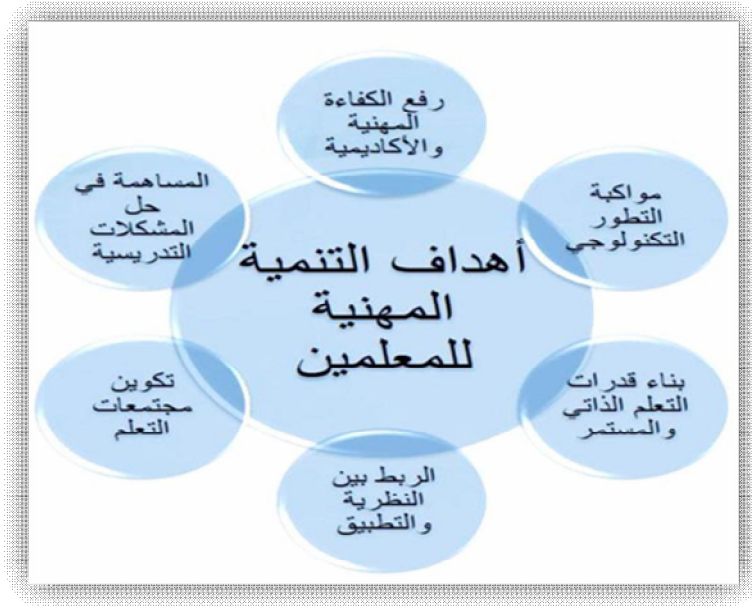 أهداف التنمية
المهنية
للمعلمين
رفع الكفاءة
المهنية
والأكاديمية
مواكبة
التطور
التكنولوجي
بناء قدرات
التعلم الذاتي
والمستمر
الربط بين
النظرية
والتطبيق
تكوين
مجتمعات
التعلم
المساهمة في
حل
المشكلات
التدريسية